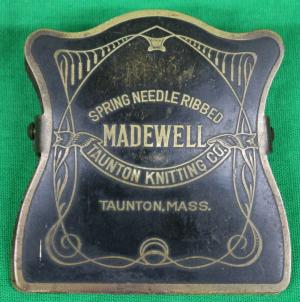 SPRING NEEDLE RIBBED
MADEWELL
TAUNTON KNITTING CO.
TAUNTON, MASS.